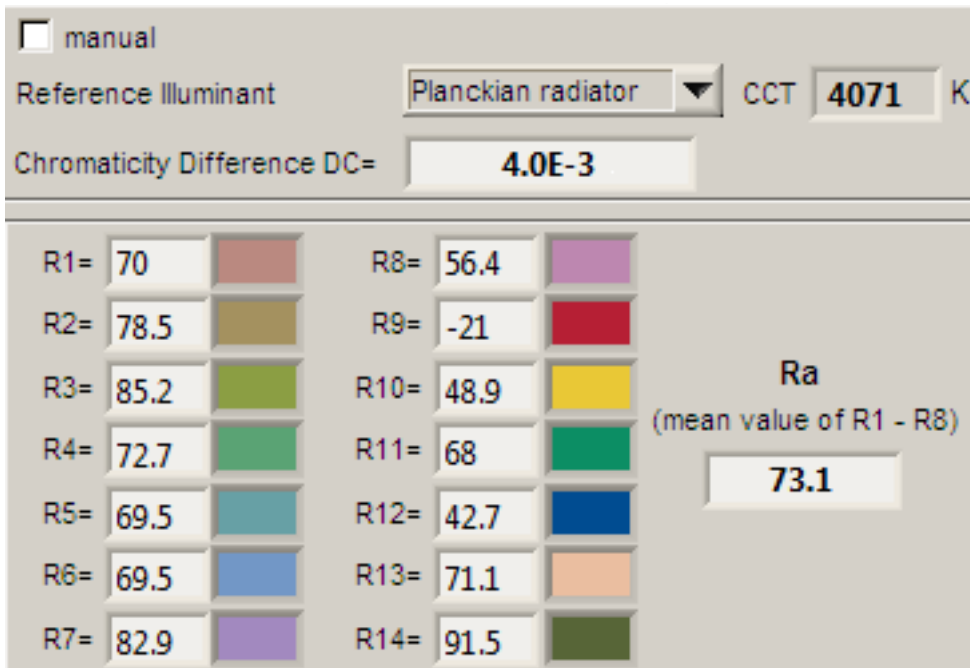 manual
Reference Illuminant Planckian radiator CCT 4071 K
Chromaticity Difference DC= 4.0E-3
R1= 70 R8= 56.4
R2= 78.5 R9= -21
R3= 85.2 R10= 48.9
R4= 72.7 R11= 68
R5= 69.5 R12= 42.7
R6= 69.5 R13= 71.1
R7= 82.9 R14= 91.5
Ra
(mean value of R1 - R8)
73.1